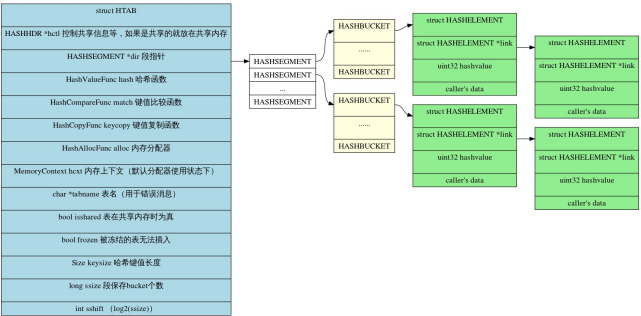 struct HTAB
HASHHDR *hctl 控制共享信息等，如果是共享的就放在共享内存
HASHSEGMENT *dir 段指针
HashValueFunc hash 哈希函数
HashCompareFunc match 键值比较函数
HashCopyFunc keycopy 键值复制函数
HashAllocFunc alloc 内存分配器
MemoryContext hcxt 内存上下文（默认分配器使用状态下）
char *tabname 表名（用于错误消息）
bool isshared 表在共享内存时为真
bool frozen 被冻结的表无法插入
Size keysize 哈希键值长度
long ssize 段保存bucket个数
int sshift （log2(ssize)）
HASHSEGMENT
HASHSEGMENT
...
HASHSEGMENT
HASHBUCKET
......
HASHBUCKET
HASHBUCKET
......
HASHBUCKET
struct HASHELEMENT
struct HASHELEMENT *link
uint32 hashvalue
caller's data
struct HASHELEMENT
struct HASHELEMENT *link
uint32 hashvalue
caller's data
struct HASHELEMENT
struct HASHELEMENT *link
uint32 hashvalue
caller's data
struct HASHELEMENT
struct HASHELEMENT *link
uint32 hashvalue
caller's data